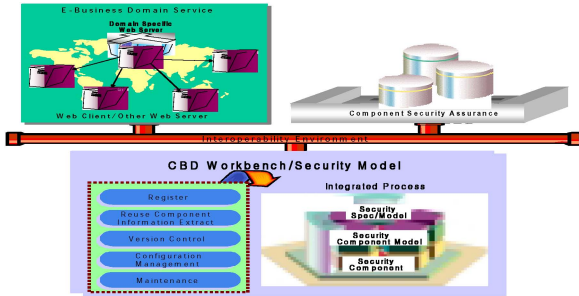 E-Business Domain Service
Domain Specific
Web Server
Web Client/Other Web Server
Component Security Assurance
Interoperability Environment
CBD Workbench/Security Model
Register
Reuse Component
Information Extract
Version Control
Configuration
Management
Maintenance
Integrated Process
Security
Spec/Model
Security
Component Model
Security
Component